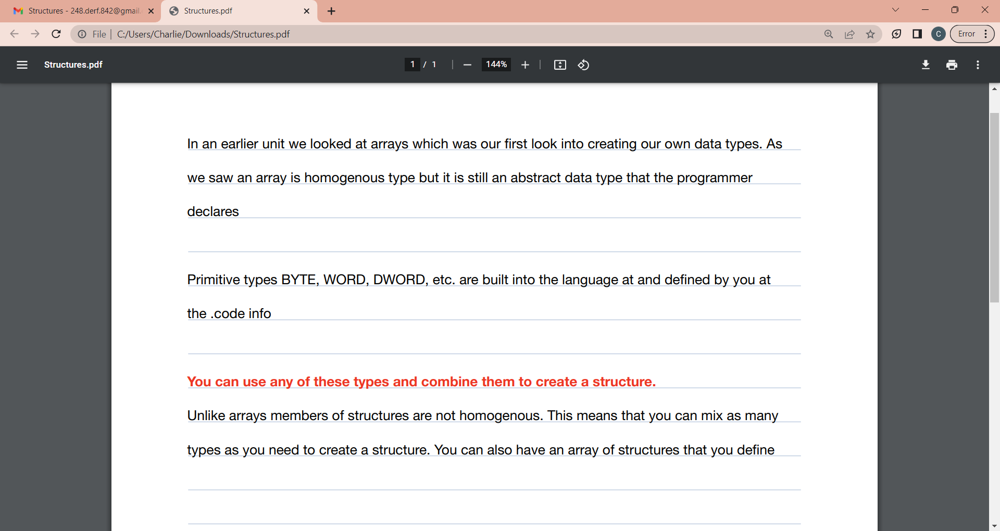 Structures - 248.derf.842@gmail.
Structures.pdf
File | C:/Users/Charlie/Downloads/Structures.pdf
C
Error
Structures.pdf
1 / 1
144%
In an earlier unit we looked at arrays which was our first look into creating our own data types. As
we saw an array is homogenous type but it is still an abstract data type that the programmer
declares
Primitive types BYTE, WORD, DWORD, etc. are built into the language at and defined by you at
the .code info
You can use any of these types and combine them to create a structure.
Unlike arrays members of structures are not homogenous. This means that you can mix as many
types as you need to create a structure. You can also have an array of structures that you define